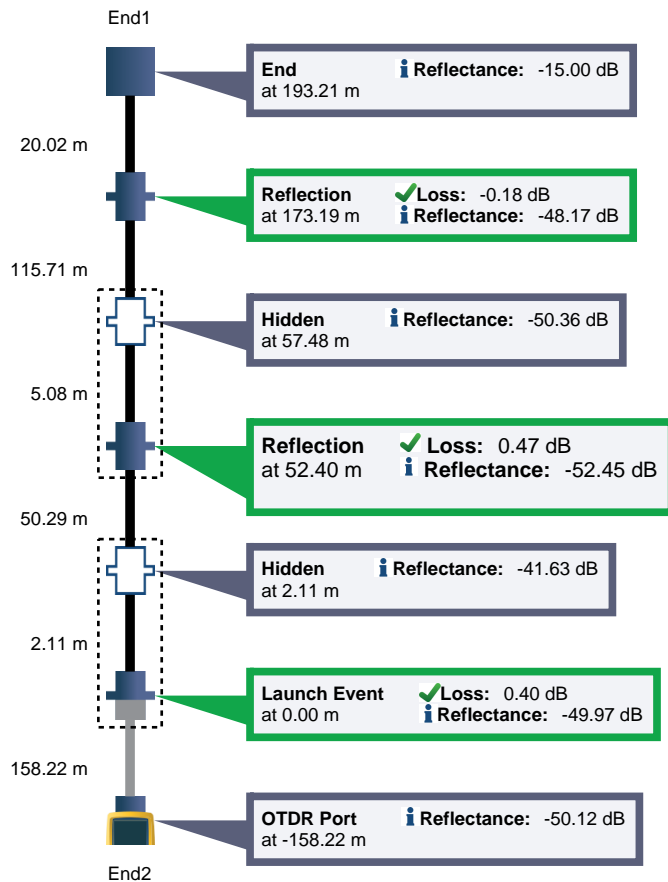 End1
End Reflectance: -15.00 dB
at 193.21 m
20.02 m
Reflection Loss: -0.18 dB
at 173.19 m Reflectance: -48.17 dB
115.71 m
Hidden Reflectance: -50.36 dB
at 57.48 m
5.08 m
Reflection Loss: 0.47 dB
at 52.40 m Reflectance: -52.45 dB
50.29 m
Hidden Reflectance: -41.63 dB
at 2.11 m
2.11 m
Launch Event Loss: 0.40 dB
at 0.00 m Reflectance: -49.97 dB
158.22 m
OTDR Port Reflectance: -50.12 dB
at -158.22 m
End2